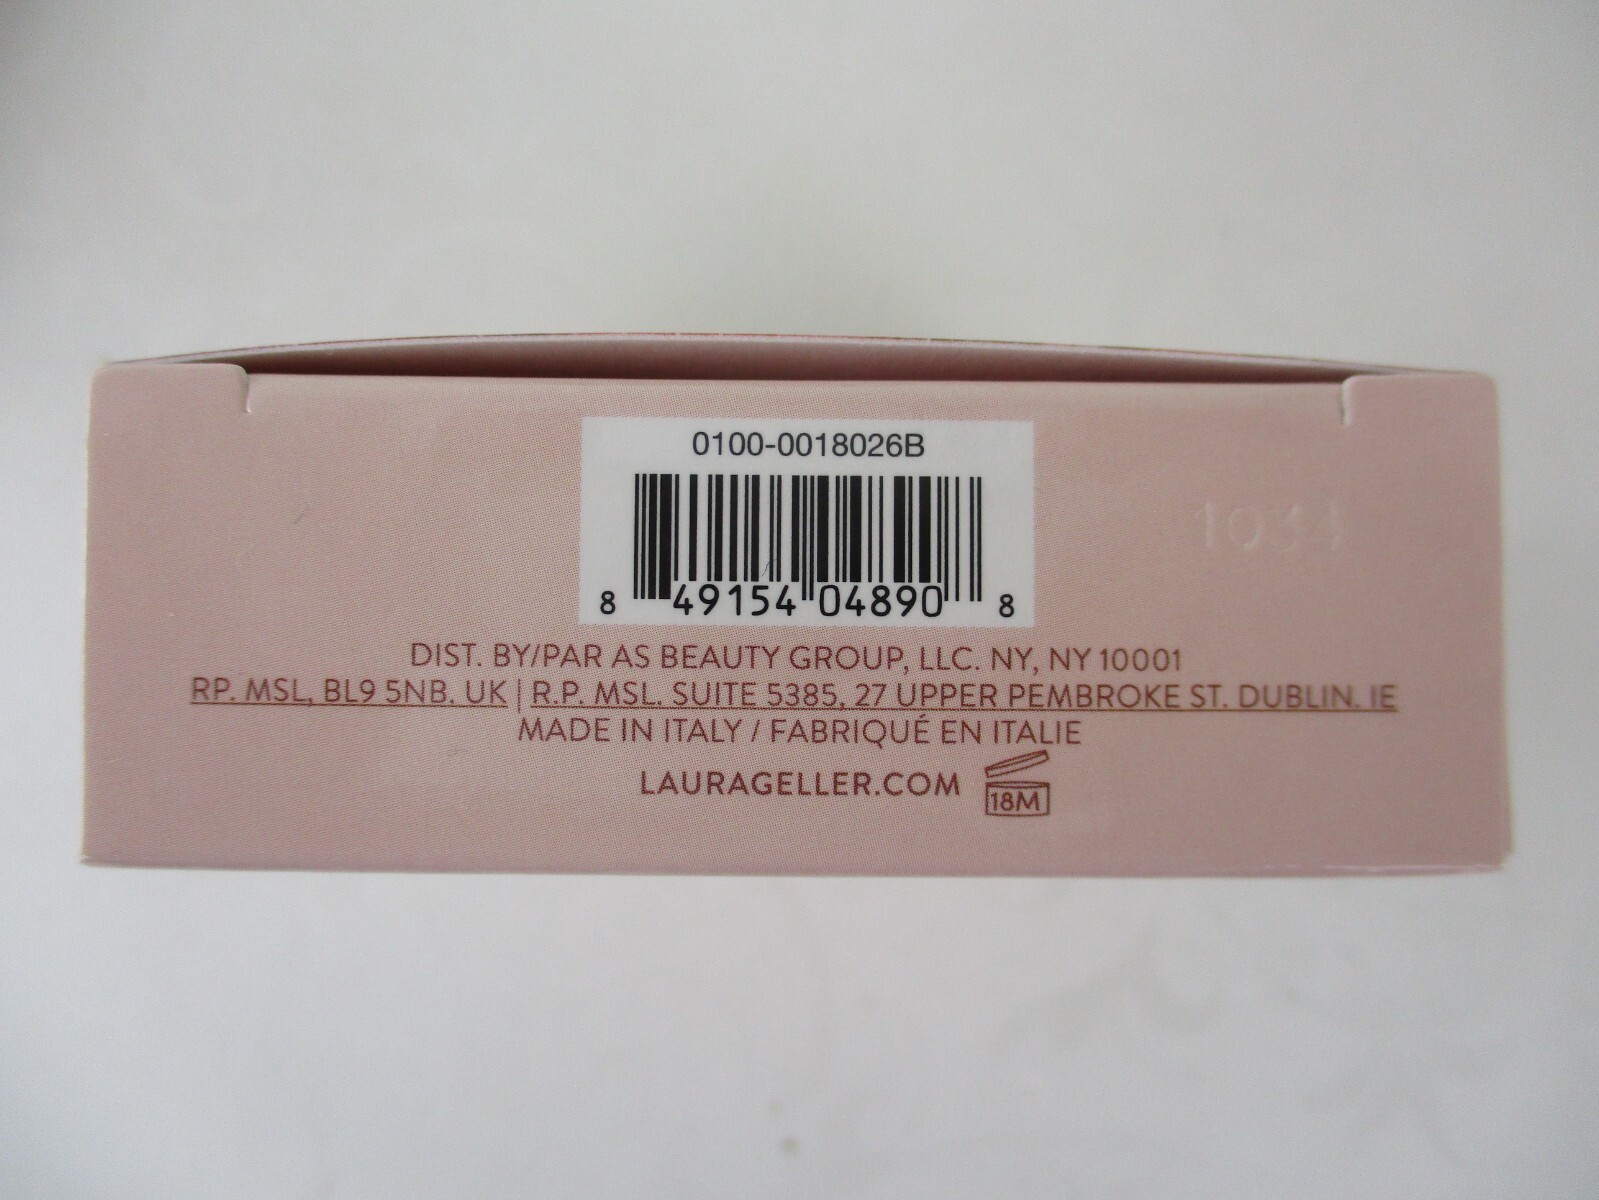 0100-0018026B
8 49154 04890 8
1034
DIST. BY/PAR AS BEAUTY GROUP, LLC. NY, NY 10001
RP. MSL, BL9 5NB. UK | R.P. MSL. SUITE 5385, 27 UPPER PEMBROKE ST. DUBLIN. IE
MADE IN ITALY / FABRIQUÉ EN ITALIE
LAURAGELLER.COM 18M